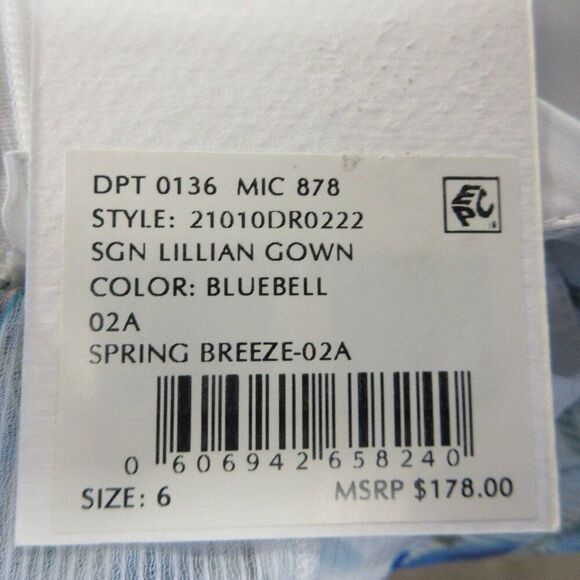 DPT 0136 MIC 878
EPC
STYLE: 21010DR0222
SGN LILLIAN GOWN
COLOR: BLUEBELL
02A
SPRING BREEZE-02A
0 606942 658240
SIZE: 6 MSRP $178.00